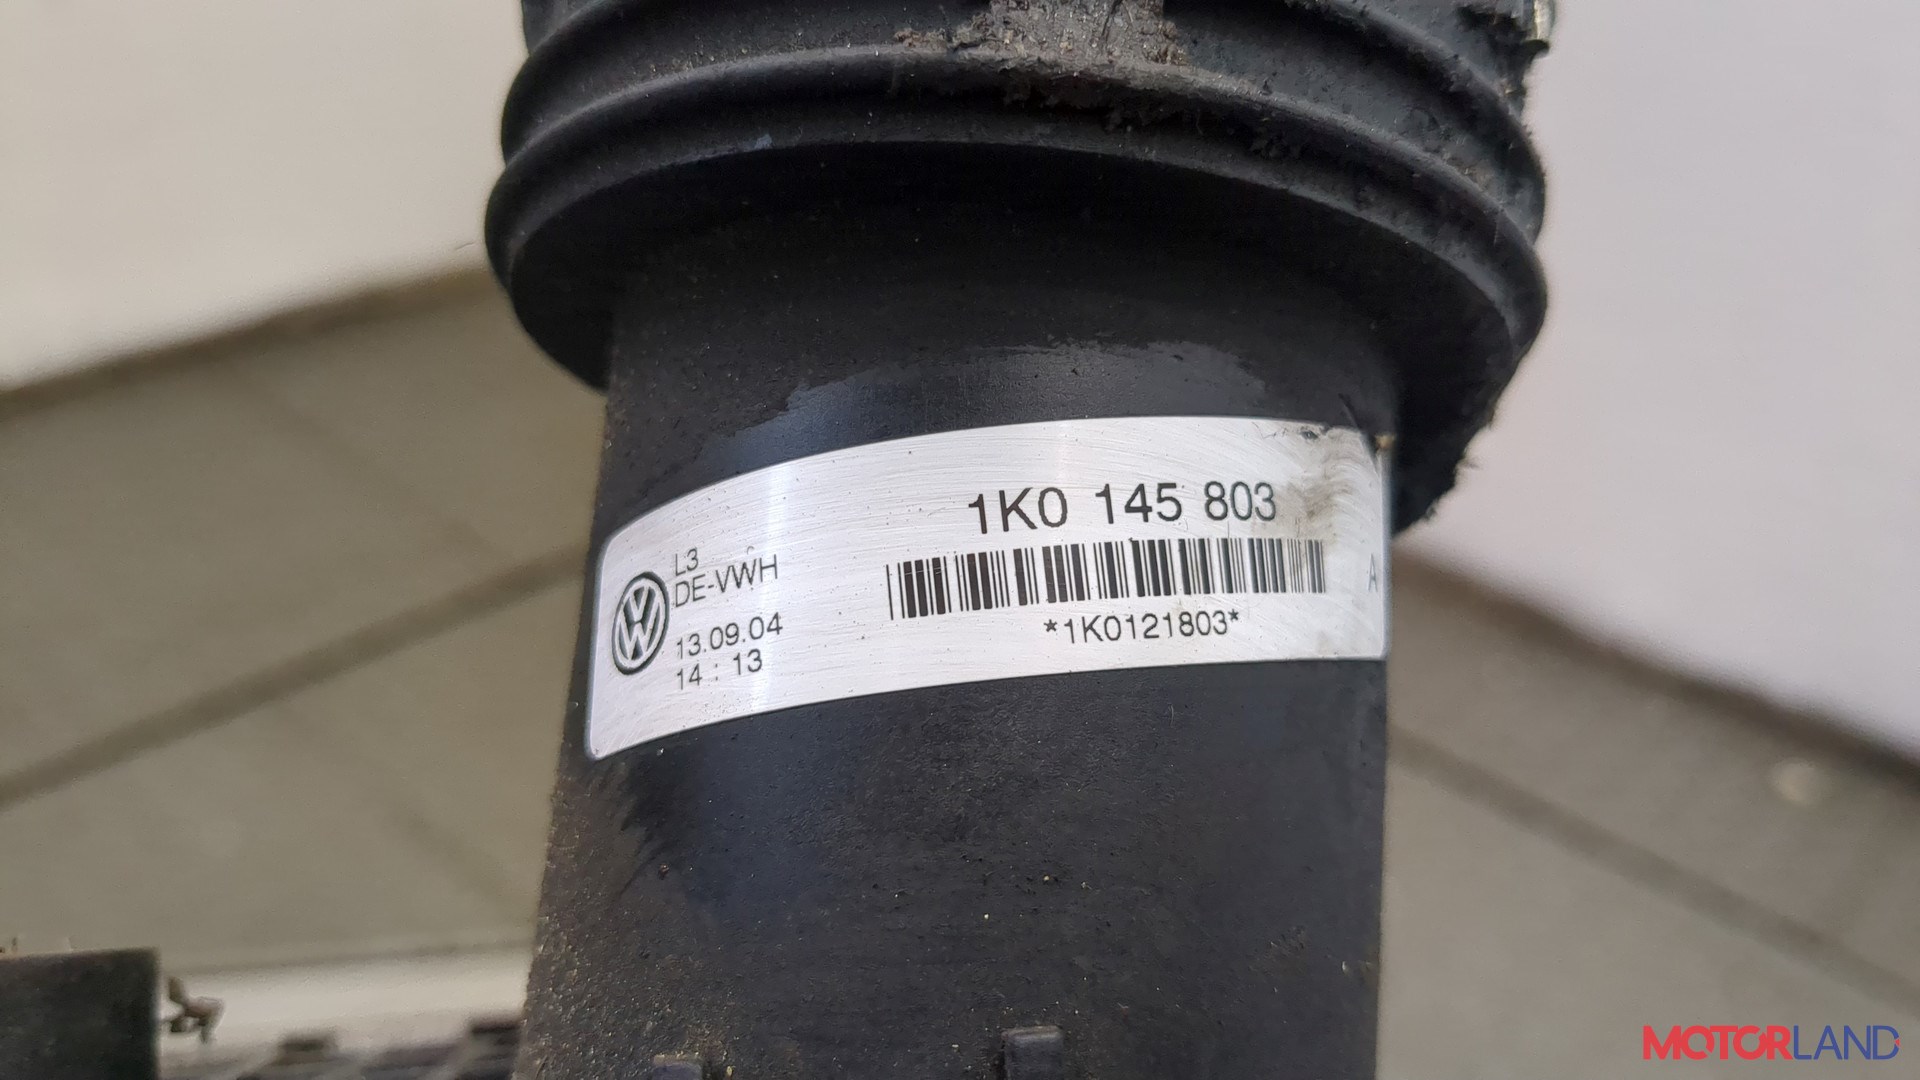 1K0 145 803
L3
DE-VWH
13.09.04
14 : 13
*1K0121803*
A
MOTORLAND